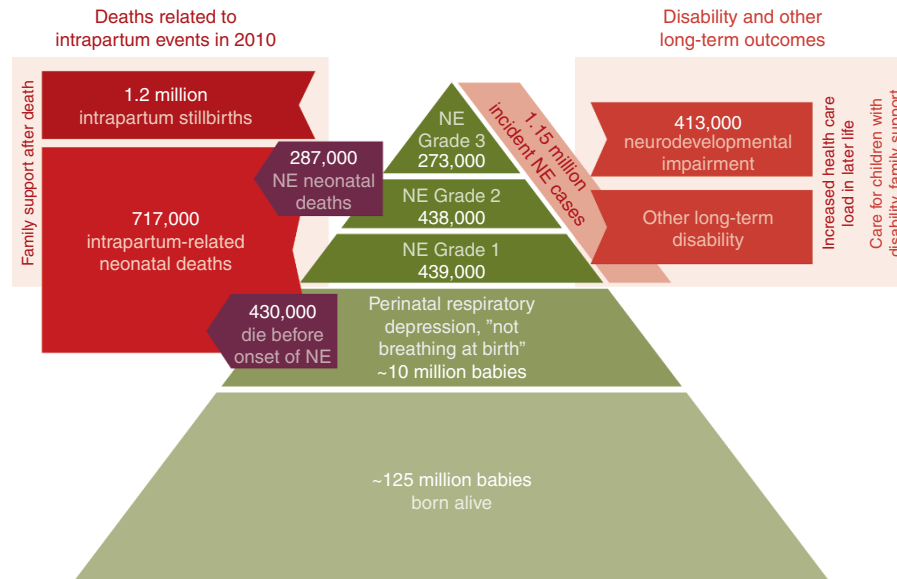 Deaths related to
intrapartum events in 2010
Disability and other
long-term outcomes
Family support after death
1.2 million
intrapartum stillbirths
717,000
intrapartum-related
neonatal deaths
287,000
NE neonatal
deaths
430,000
die before
onset of NE
NE
Grade 3
273,000
NE Grade 2
438,000
NE Grade 1
439,000
Perinatal respiratory
depression, ”not
breathing at birth”
~10 million babies
~125 million babies
born alive
1.15 million
incident NE cases
413,000
neurodevelopmental
impairment
Other long-term
disability
Increased health care
load in later life
Care for children with
disability, family support